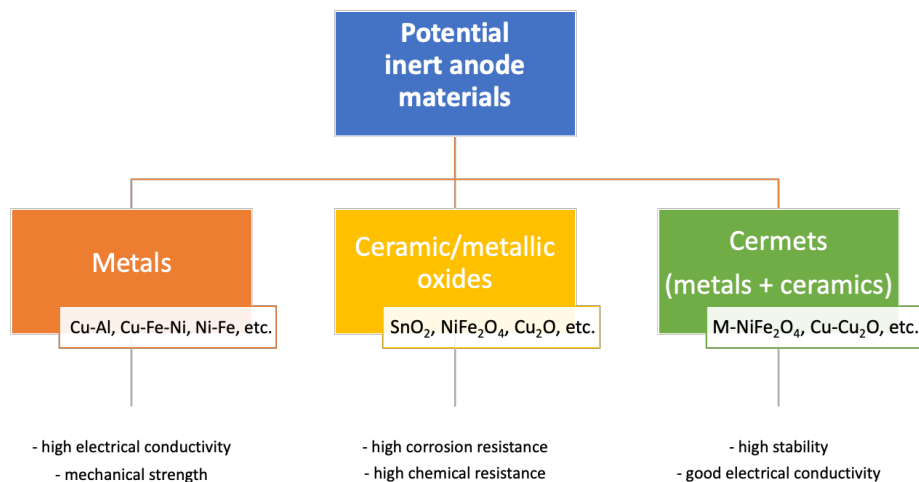 Potential
inert anode
materials
Metals
Cu-Al, Cu-Fe-Ni, Ni-Fe, etc.
- high electrical conductivity
- mechanical strength
Ceramic/metallic
oxides
SnO₂, NiFe₂O₄, Cu₂O, etc.
- high corrosion resistance
- high chemical resistance
Cermets
(metals + ceramics)
M-NiFe₂O₄, Cu-Cu₂O, etc.
- high stability
- good electrical conductivity